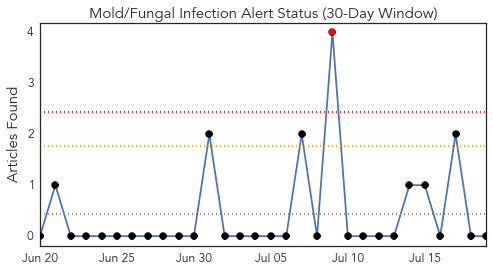 Mold/Fungal Infection Alert Status (30-Day Window)
Articles Found
4
3
2
1
0
Jun 20 Jun 25 Jun 30 Jul 05 Jul 10 Jul 15